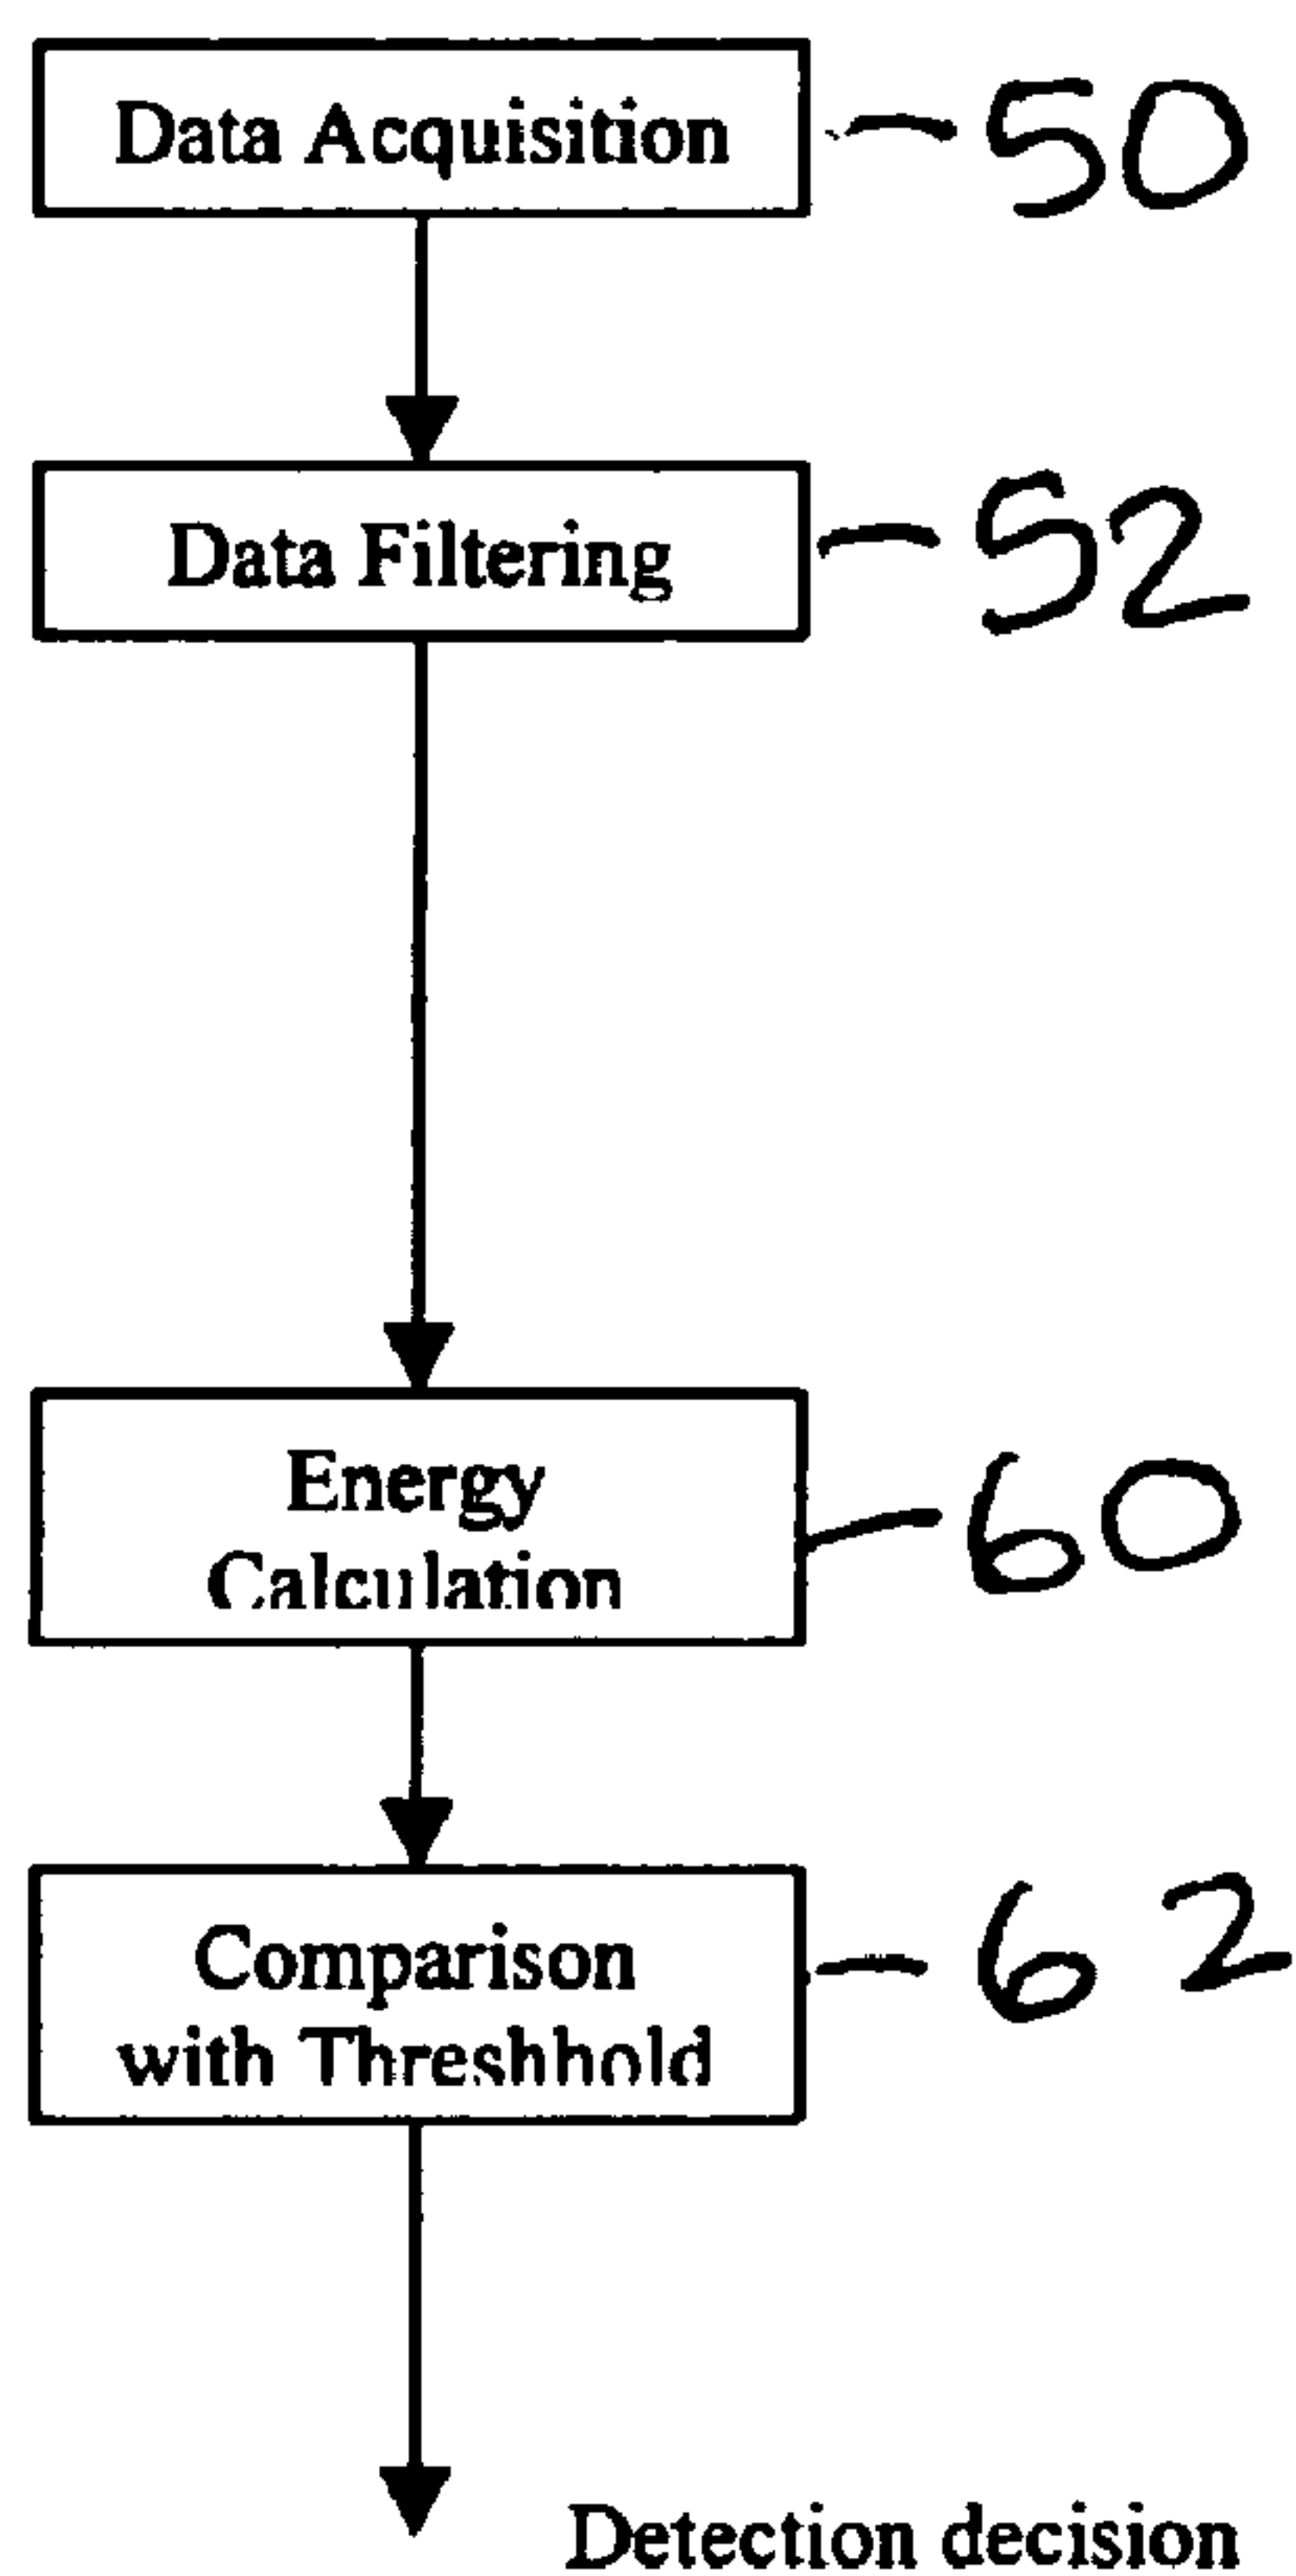 Data Acquisition 50
Data Filtering 52
Energy
Calculation
60
Comparison
with Threshhold
62
Detection decision